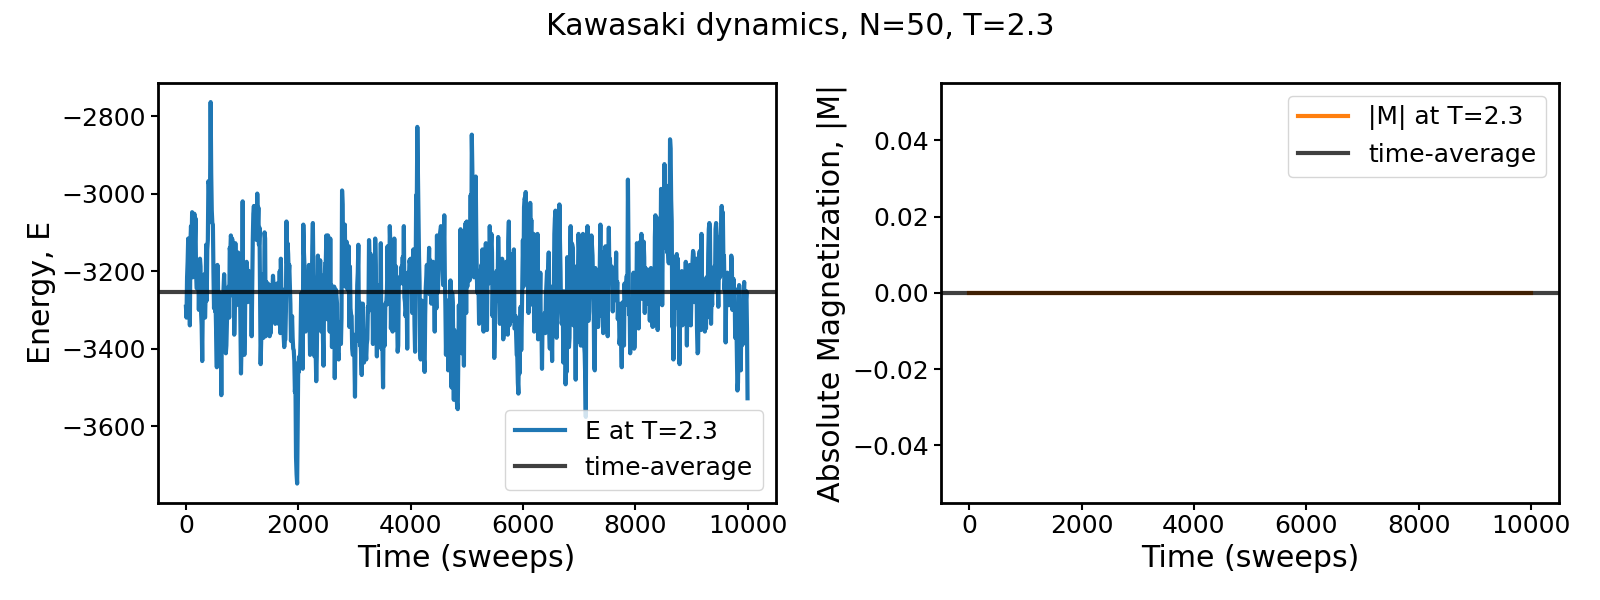 Kawasaki dynamics, N=50, T=2.3
Energy, E
−2800
−3000
−3200
−3400
−3600
E at T=2.3
time-average
0 2000 4000 6000 8000 10000
Time (sweeps)
Absolute Magnetization, |M|
0.04
0.02
0.00
−0.02
−0.04
|M| at T=2.3
time-average
0 2000 4000 6000 8000 10000
Time (sweeps)